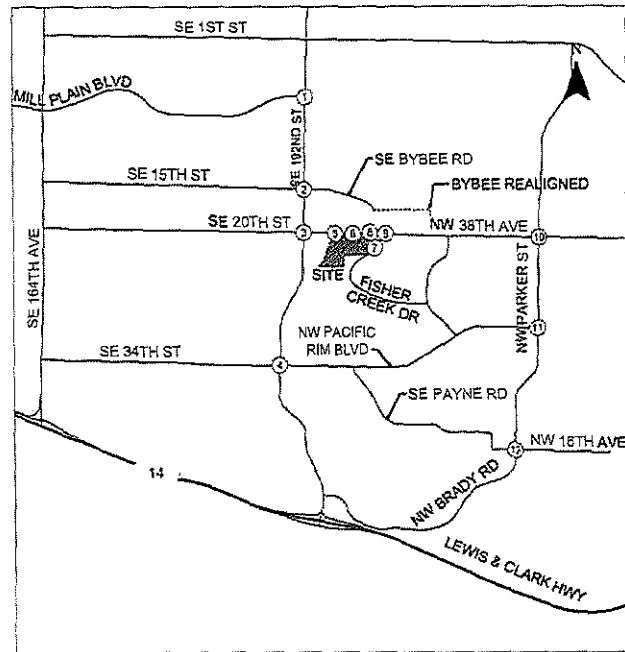 SE 1ST ST
N
MILL PLAIN BLVD
1
SE 192ND ST
SE 15TH ST
2
SE BYBEE RD
BYBEE REALIGNED
SE 20TH ST
3
5
6
8
9
NW 38TH AVE
10
7
SITE
SE 164TH AVE
FISHER
CREEK DR
NW PARKER ST
11
NW PACIFIC
RIM BLVD
SE 34TH ST
4
SE PAYNE RD
12
NW 18TH AVE
14
NW BRADY RD
LEWIS & CLARK HWY